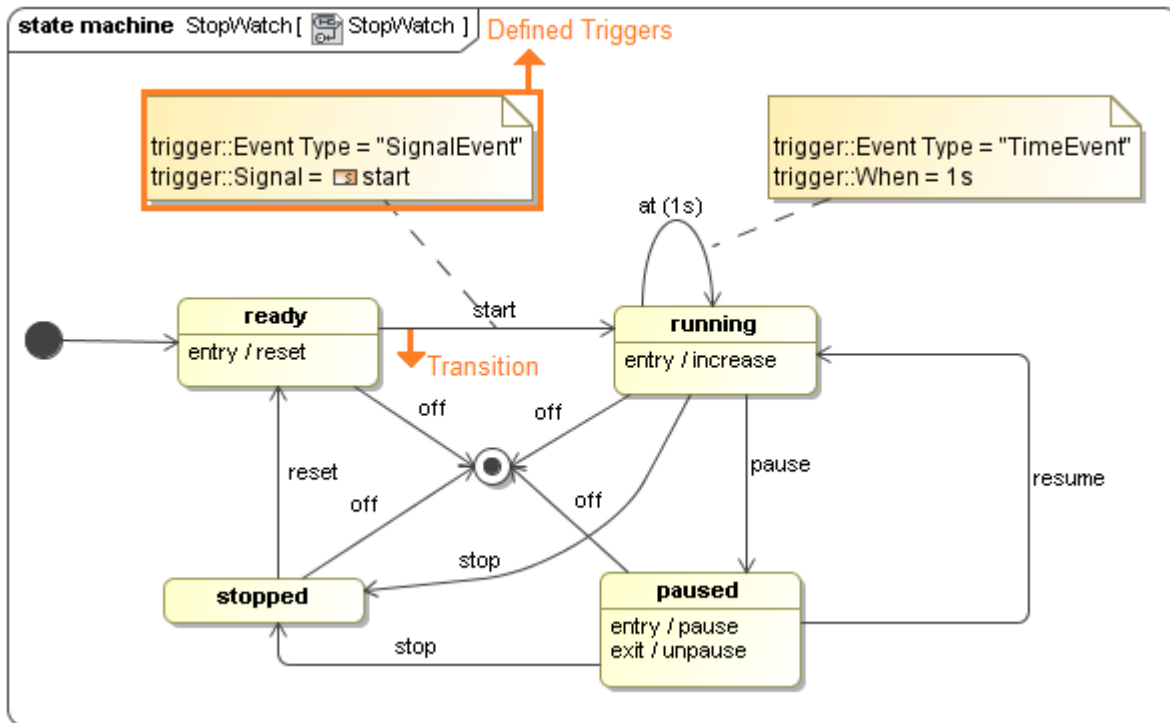 state machine StopWatch [ StopWatch ]
Defined Triggers
trigger::Event Type = "SignalEvent"
trigger::Signal = s start
trigger::Event Type = "TimeEvent"
trigger::When = 1s
at (1s)
ready
entry / reset
start
Transition
running
entry / increase
off
off
reset
off
off
pause
resume
stop
stopped
paused
entry / pause
exit / unpause
stop